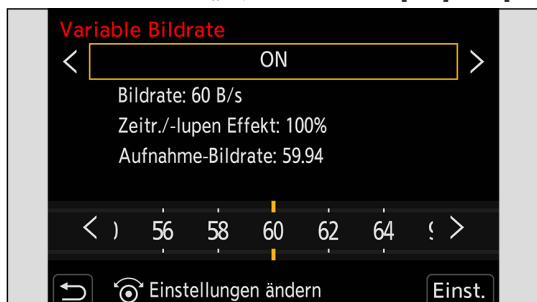 Variable Bildrate
ON
Bildrate: 60 B/s
Zeitr./-lupen Effekt: 100%
Aufnahme-Bildrate: 59.94
56 58 60 62 64
Einstellungen ändern Einst.